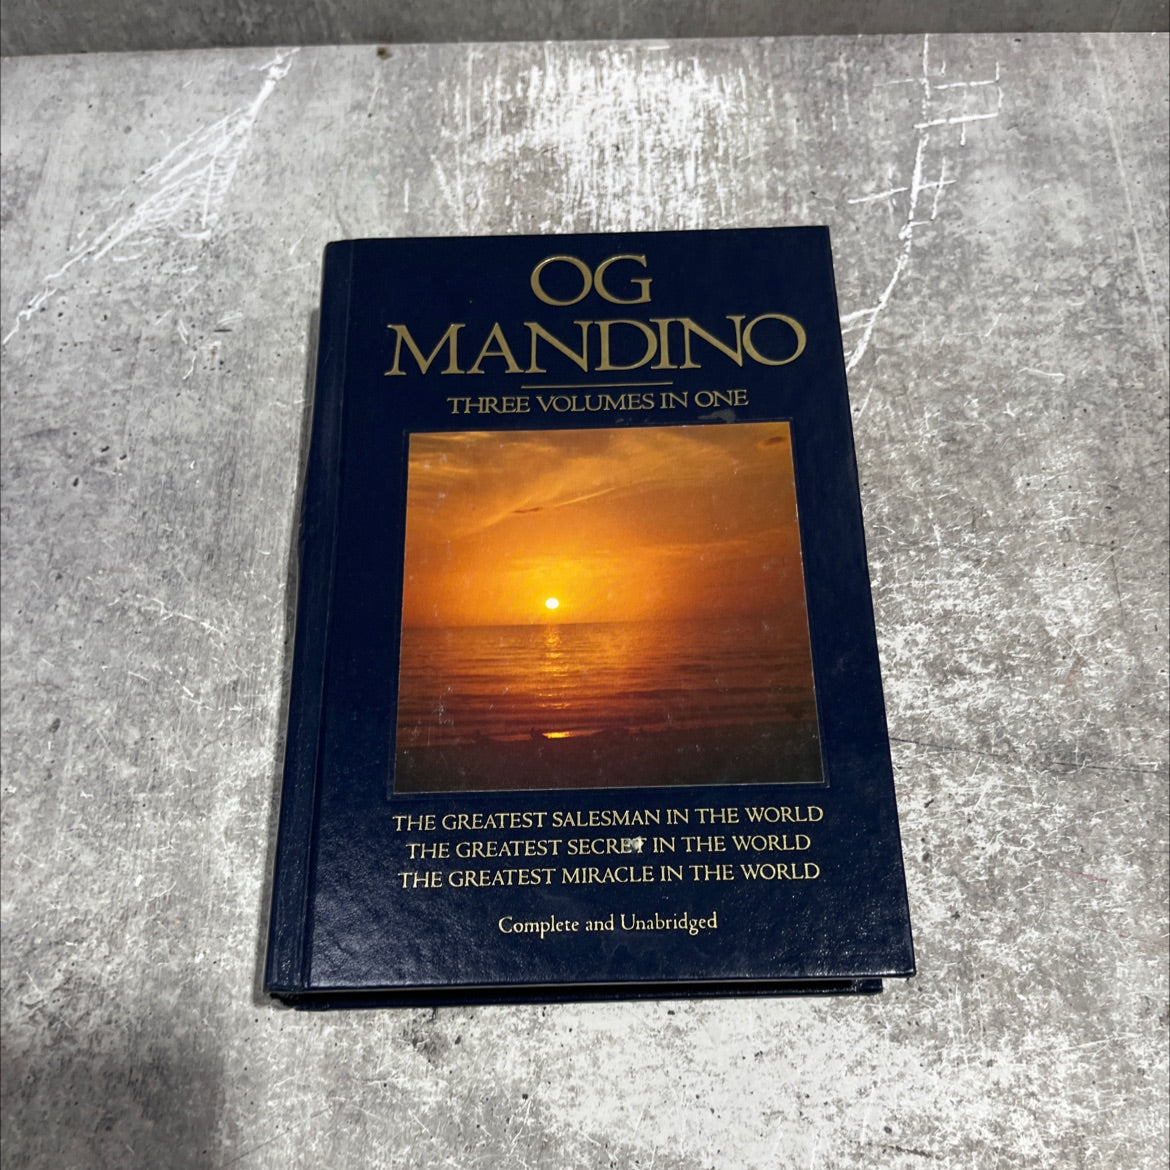 OG
MANDINO
THREE VOLUMES IN ONE
THE GREATEST SALESMAN IN THE WORLD
THE GREATEST SECRET IN THE WORLD
THE GREATEST MIRACLE IN THE WORLD
Complete and Unabridged